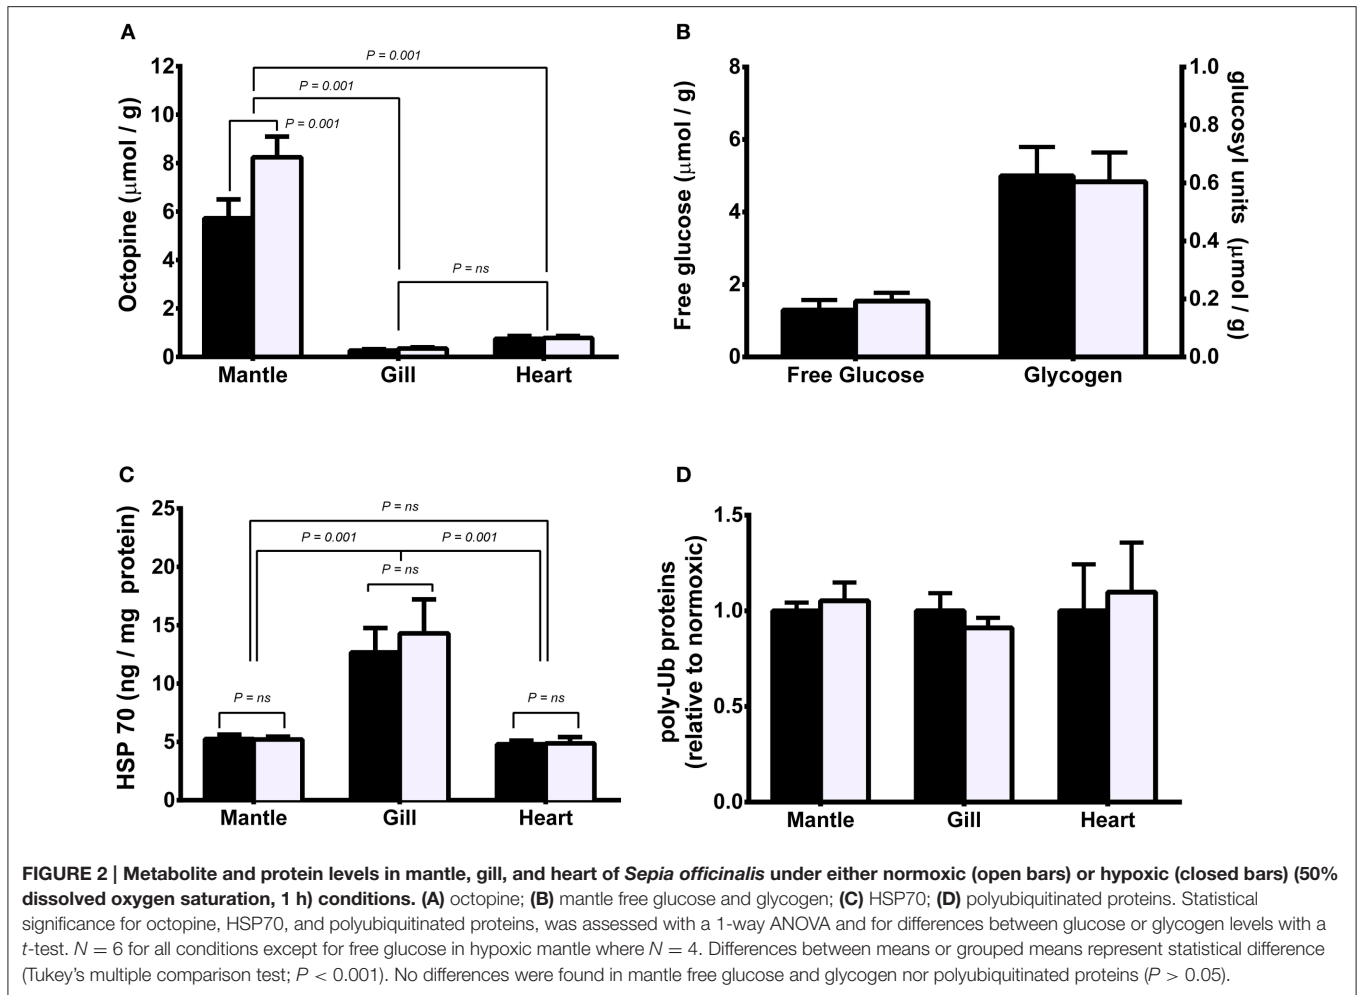 A
Octopine (μmol / g)
12
10
8
6
4
2
0
P = 0.001
P = 0.001
P = 0.001
P = ns
Mantle Gill Heart
B
Free glucose (μmol / g)
8
6
4
2
0
1.0
0.8
0.6
0.4
0.2
0.0
glucosyl units (μmol / g)
Free Glucose Glycogen
C
HSP 70 (ng / mg protein)
25
20
15
10
5
0
P = ns
P = 0.001 P = 0.001
P = ns
P = ns
P = ns
Mantle Gill Heart
D
poly-Ub proteins
(relative to normoxic)
1.5
1.0
0.5
0.0
Mantle Gill Heart
FIGURE 2 | Metabolite and protein levels in mantle, gill, and heart of Sepia officinalis under either normoxic (open bars) or hypoxic (closed bars) (50%
dissolved oxygen saturation, 1 h) conditions. (A) octopine; (B) mantle free glucose and glycogen; (C) HSP70; (D) polyubiquitinated proteins. Statistical
significance for octopine, HSP70, and polyubiquitinated proteins, was assessed with a 1-way ANOVA and for differences between glucose or glycogen levels with a
t-test. N = 6 for all conditions except for free glucose in hypoxic mantle where N = 4. Differences between means or grouped means represent statistical difference
(Tukey's multiple comparison test; P < 0.001). No differences were found in mantle free glucose and glycogen nor polyubiquitinated proteins (P > 0.05).